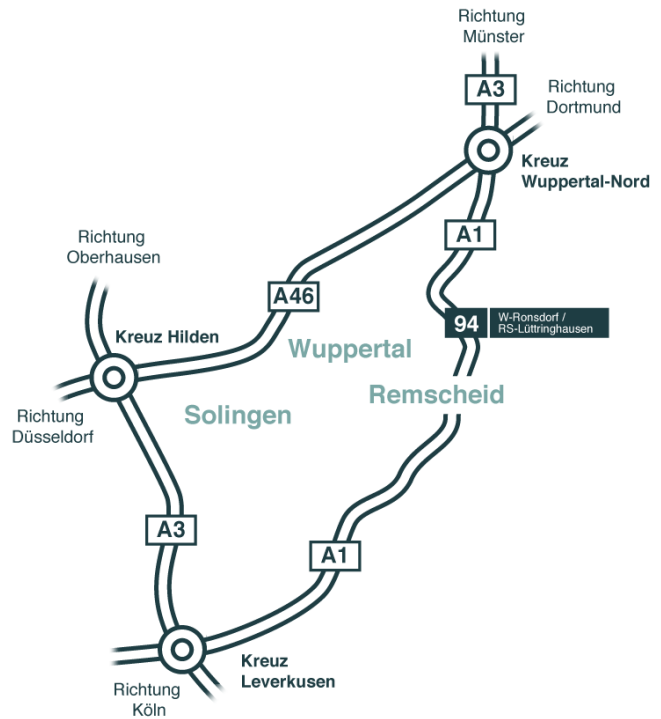 Richtung
Münster
A3
Richtung
Dortmund
Kreuz
Wuppertal-Nord
A1
Richtung
Oberhausen
A46
94
W-Ronsdorf /
RS-Lüttringhausen
Kreuz Hilden
Wuppertal
Remscheid
Solingen
Richtung
Düsseldorf
A3
A1
Kreuz
Leverkusen
Richtung
Köln